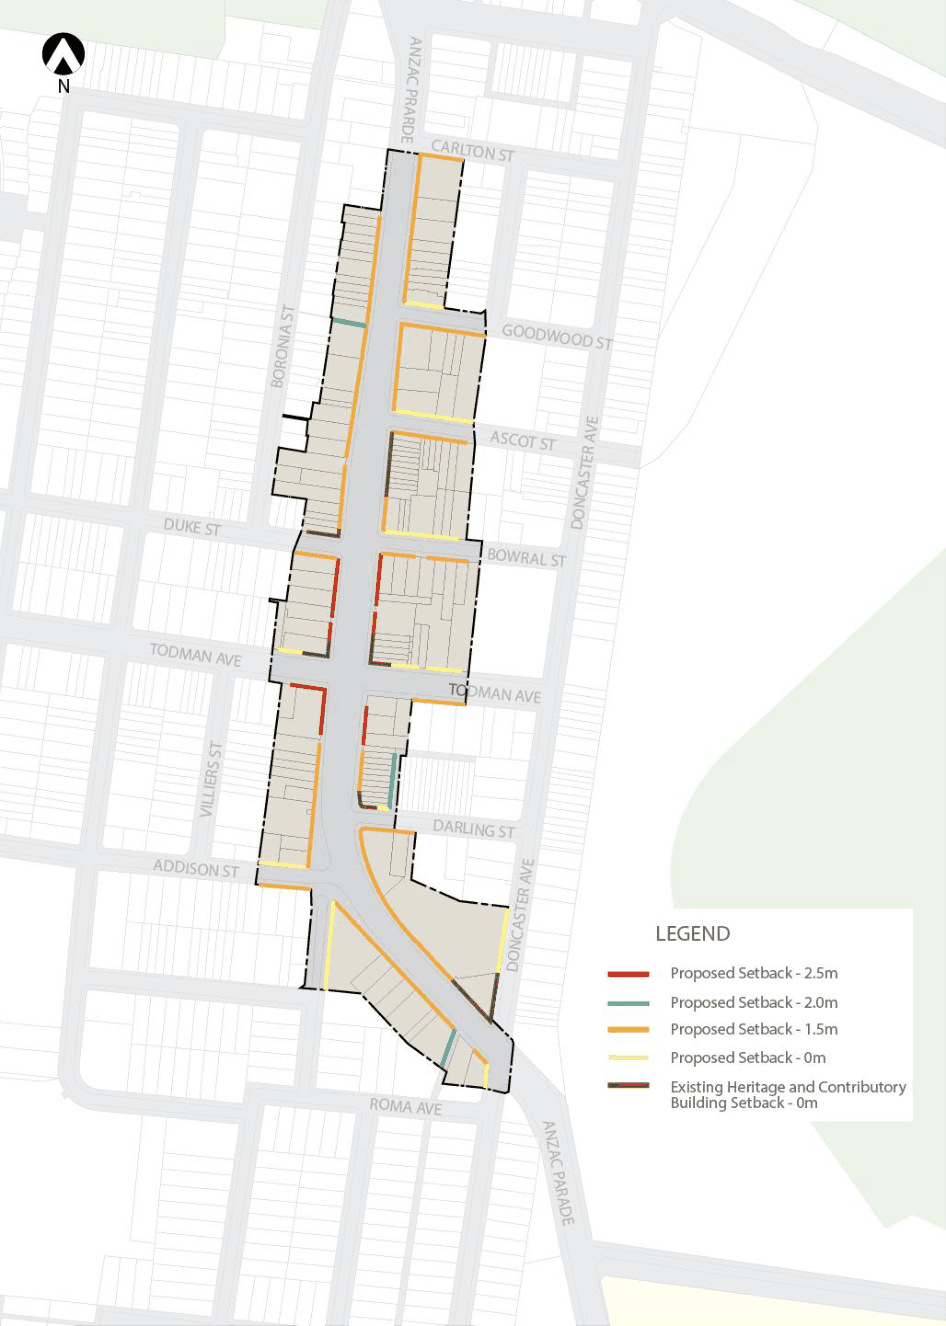 ANZAC PRARDE
N
CARLTON ST
GOODWOOD ST
BORONIA ST
ASCOT ST
DONCASTER AVE
DUKE ST
BOWRAL ST
TODMAN AVE
TODMAN AVE
VILLIERS ST
DARLING ST
ADDISON ST
DONCASTER AVE
LEGEND
Proposed Setback - 2.5m
Proposed Setback - 2.0m
Proposed Setback - 1.5m
Proposed Setback - 0m
Existing Heritage and Contributory
Building Setback - 0m
ROMA AVE
ANZAC PARADE